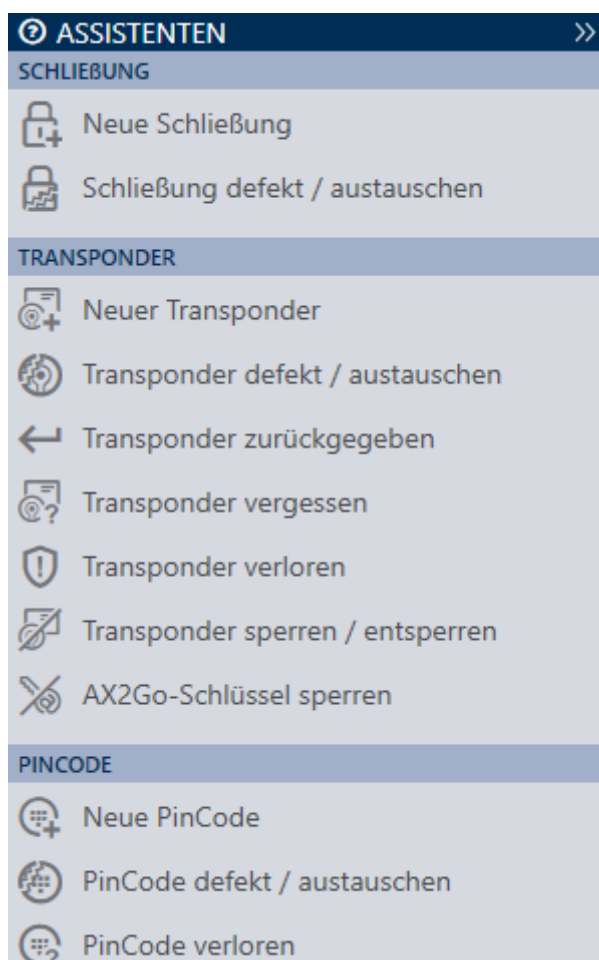 ASSISTENTEN
SCHLIEßUNG
Neue Schließung
Schließung defekt / austauschen
TRANSPONDER
Neuer Transponder
Transponder defekt / austauschen
Transponder zurückgegeben
Transponder vergessen
Transponder verloren
Transponder sperren / entsperren
AX2Go-Schlüssel sperren
PINCODE
Neue PinCode
PinCode defekt / austauschen
PinCode verloren